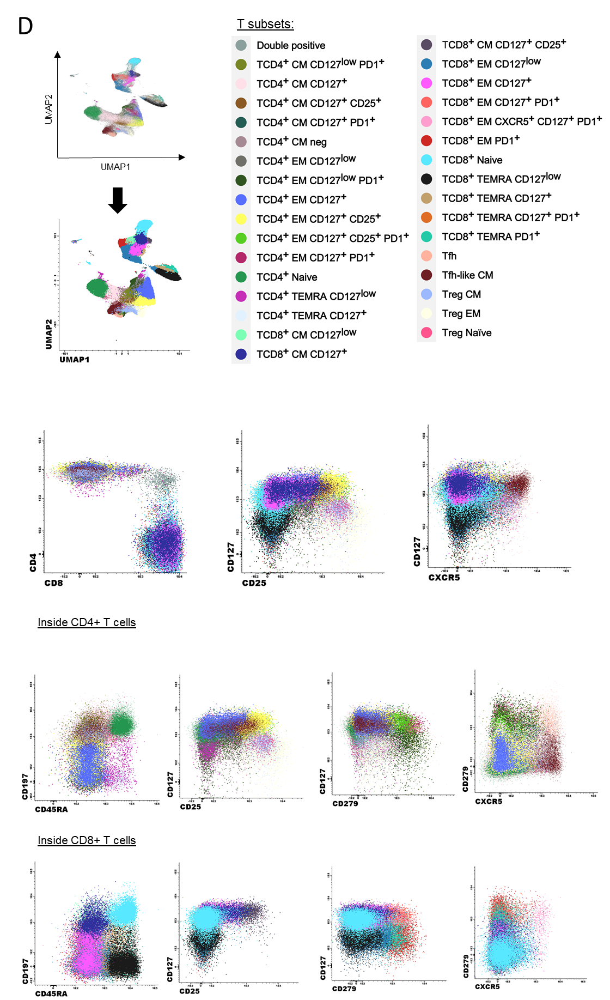 D
T subsets:
Double positive
TCD4+ CM CD127low PD1+
TCD4+ CM CD127+
TCD4+ CM CD127+ CD25+
TCD4+ CM CD127+ PD1+
TCD4+ CM neg
TCD4+ EM CD127low
TCD4+ EM CD127low PD1+
TCD4+ EM CD127+
TCD4+ EM CD127+ CD25+
TCD4+ EM CD127+ CD25+ PD1+
TCD4+ EM CD127+ PD1+
TCD4+ Naive
TCD4+ TEMRA CD127low
TCD4+ TEMRA CD127+
TCD8+ CM CD127low
TCD8+ CM CD127+
TCD8+ CM CD127+ CD25+
TCD8+ EM CD127low
TCD8+ EM CD127+
TCD8+ EM CD127+ PD1+
TCD8+ EM CXCR5+ CD127+ PD1+
TCD8+ EM PD1+
TCD8+ Naive
TCD8+ TEMRA CD127low
TCD8+ TEMRA CD127+
TCD8+ TEMRA CD127+ PD1+
TCD8+ TEMRA PD1+
Tfh
Tfh-like CM
Treg CM
Treg EM
Treg Naïve
UMAP2
UMAP1
UMAP2
UMAP1
CD4
CD8
CD127
CD25
CD127
CXCR5
Inside CD4+ T cells
CD197
CD45RA
CD127
CD25
CD127
CD279
CD279
CXCR5
Inside CD8+ T cells
CD197
CD45RA
CD127
CD25
CD127
CD279
CD279
CXCR5